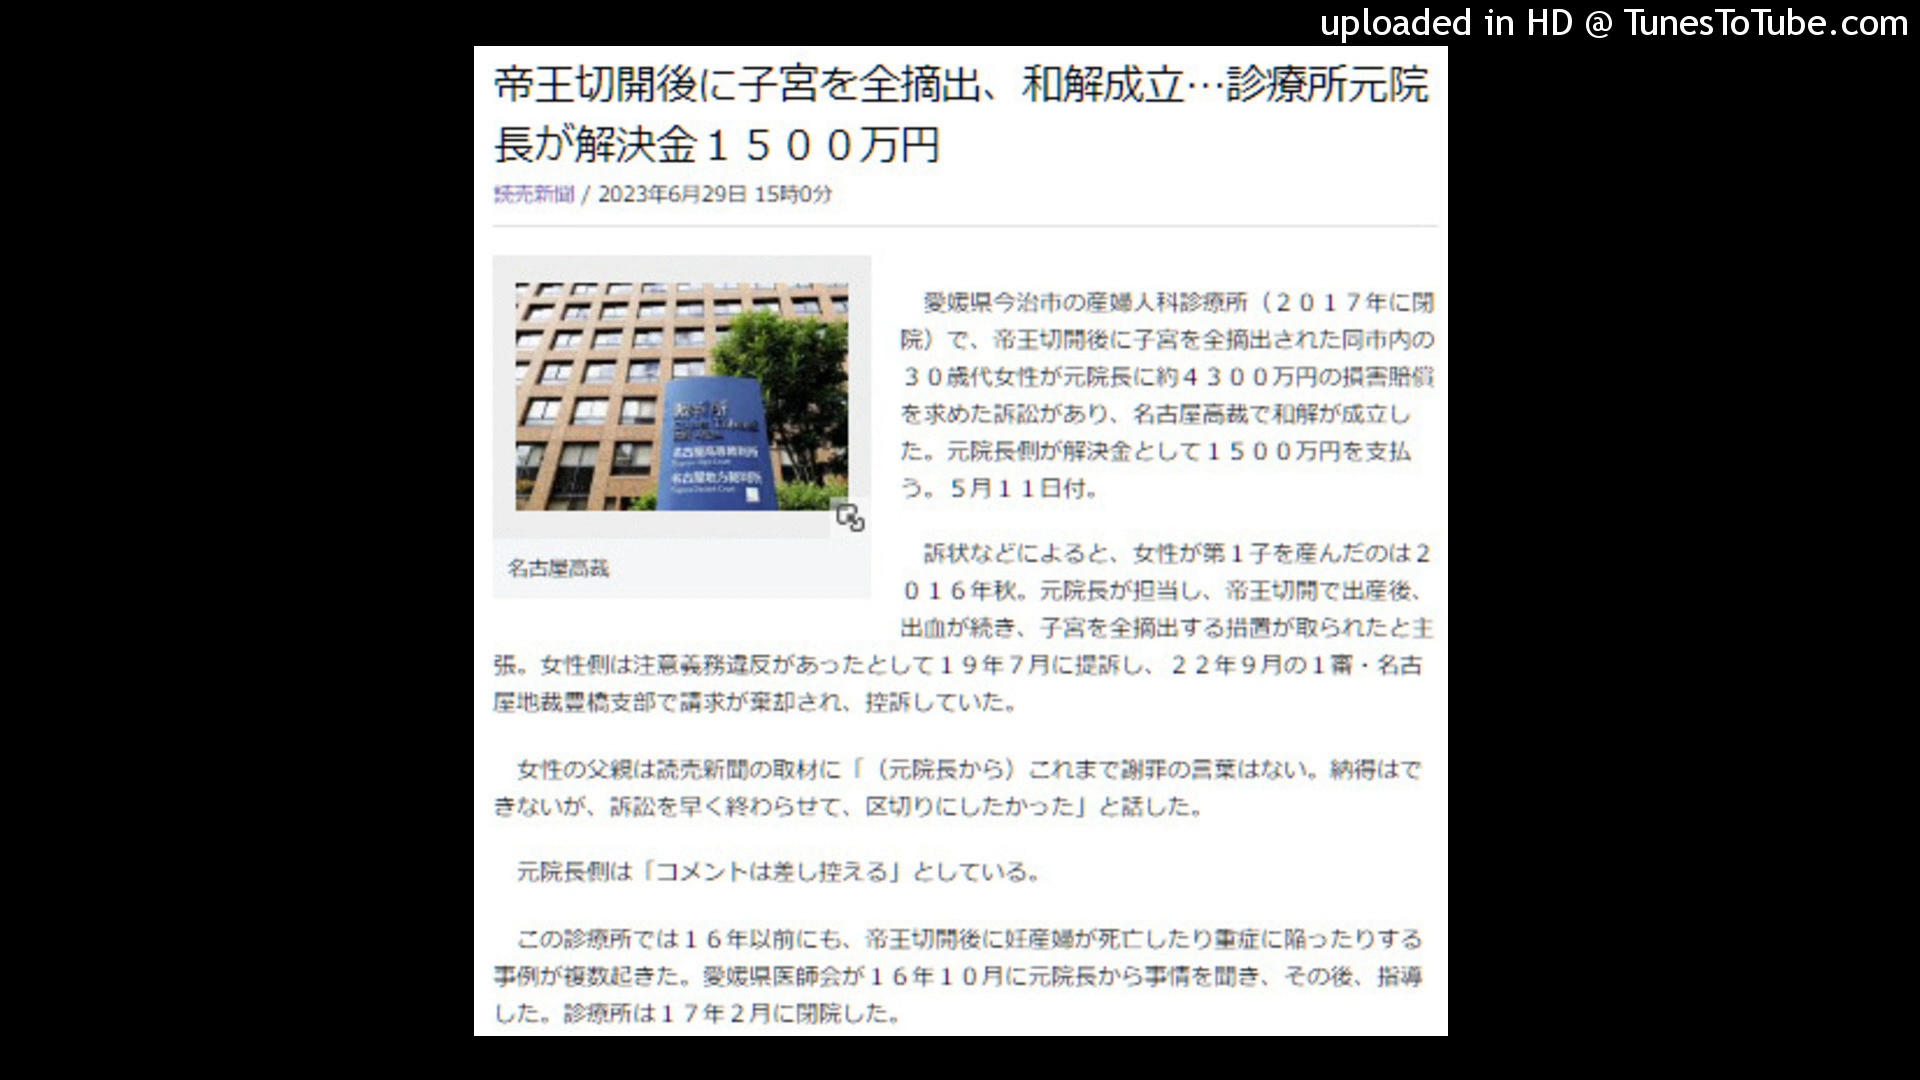 uploaded in HD @ TunesToTube.com
帝王切開後に子宮を全摘出、和解成立…診療所元院
長が解決金１５００万円
読売新聞 / 2023年6月29日 15時0分
名古屋高等裁判所
名古屋地方裁判所
名古屋高裁
愛媛県今治市の産婦人科診療所（２０１７年に閉
院）で、帝王切開後に子宮を全摘出された同市内の
３０歳代女性が元院長に約４３００万円の損害賠償
を求めた訴訟があり、名古屋高裁で和解が成立し
た。元院長側が解決金として１５００万円を支払
う。５月１１日付。
訴状などによると、女性が第１子を産んだのは２
０１６年秋。元院長が担当し、帝王切開で出産後、
出血が続き、子宮を全摘出する措置が取られたと主
張。女性側は注意義務違反があったとして１９年７月に提訴し、２２年９月の１審・名古
屋地裁豊橋支部で請求が棄却され、控訴していた。
女性の父親は読売新聞の取材に「（元院長から）これまで謝罪の言葉はない。納得はで
きないが、訴訟を早く終わらせて、区切りにしたかった」と話した。
元院長側は「コメントは差し控える」としている。
この診療所では１６年以前にも、帝王切開後に妊産婦が死亡したり重症に陥ったりする
事例が複数起きた。愛媛県医師会が１６年１０月に元院長から事情を聞き、その後、指導
した。診療所は１７年２月に閉院した。